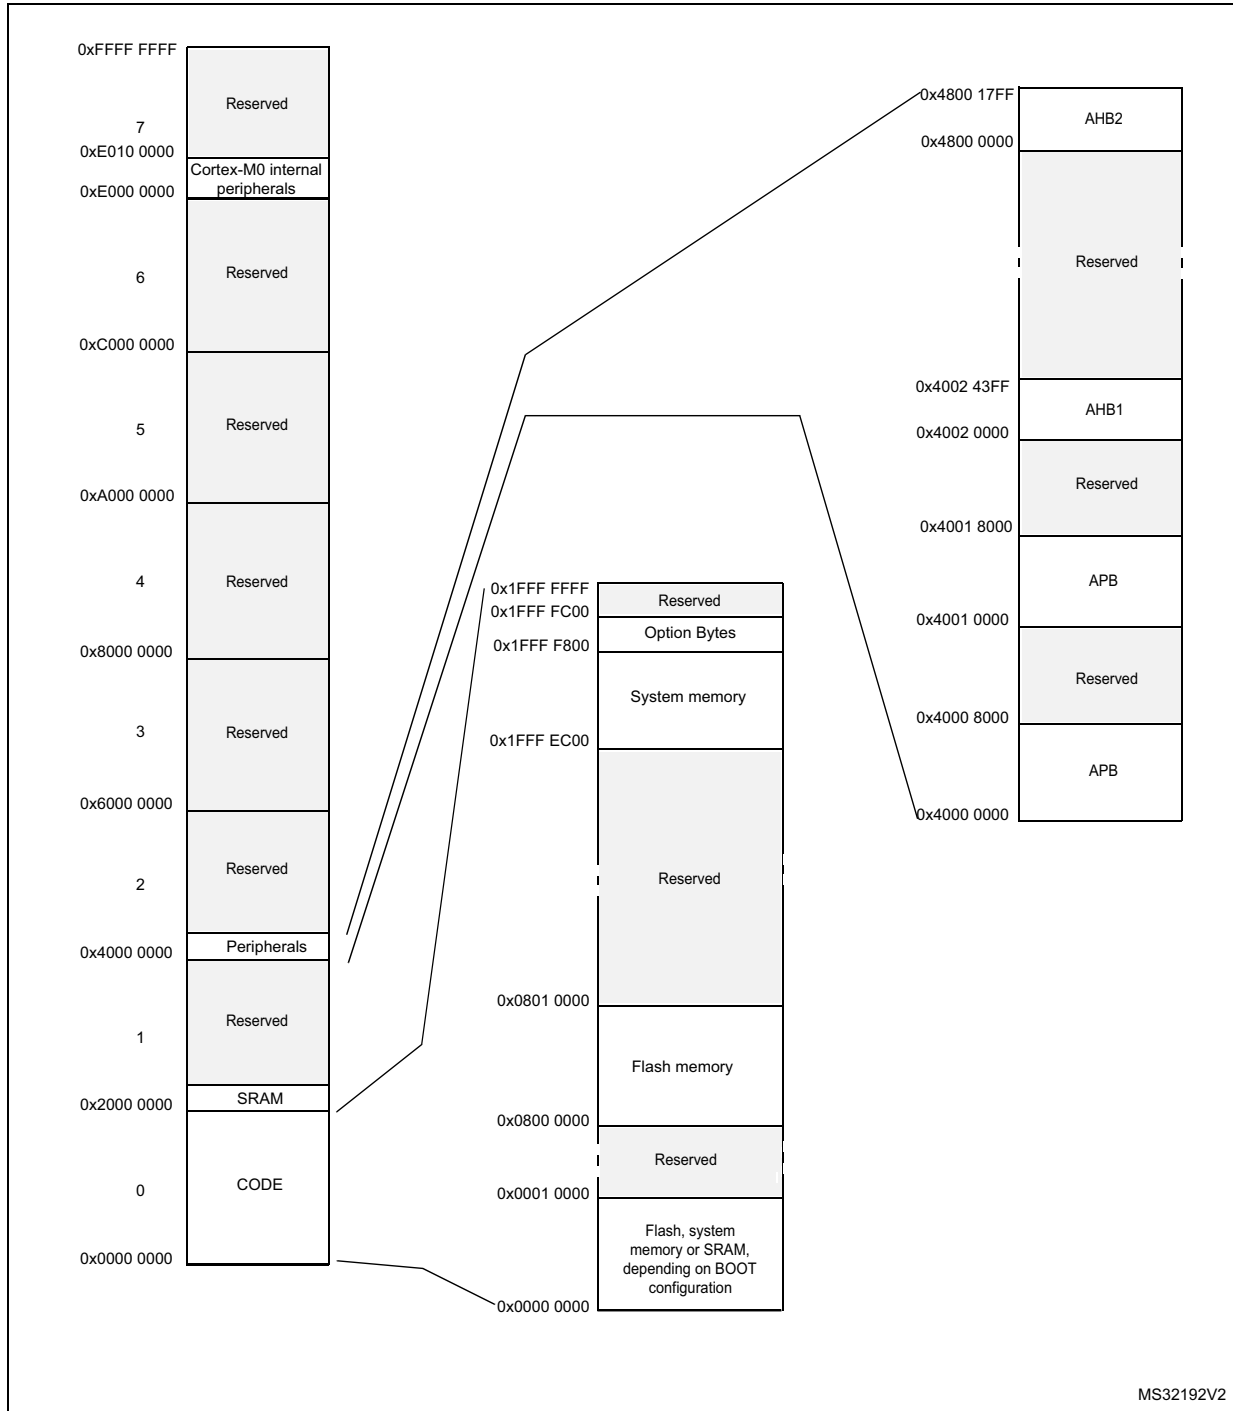 0xFFFF FFFF
Reserved
7
0xE010 0000
Cortex-M0 internal
peripherals
0xE000 0000
Reserved
6
0xC000 0000
Reserved
5
0xA000 0000
Reserved
4
0x8000 0000
Reserved
3
0x6000 0000
Reserved
2
Peripherals
0x4000 0000
Reserved
1
SRAM
0x2000 0000
CODE
0
0x0000 0000
0x1FFF FFFF
Reserved
0x1FFF FC00
Option Bytes
0x1FFF F800
System memory
0x1FFF EC00
Reserved
0x0801 0000
Flash memory
0x0800 0000
Reserved
0x0001 0000
Flash, system
memory or SRAM,
depending on BOOT
configuration
0x0000 0000
0x4800 17FF
AHB2
0x4800 0000
Reserved
0x4002 43FF
AHB1
0x4002 0000
Reserved
0x4001 8000
APB
0x4001 0000
Reserved
0x4000 8000
APB
0x4000 0000
MS32192V2